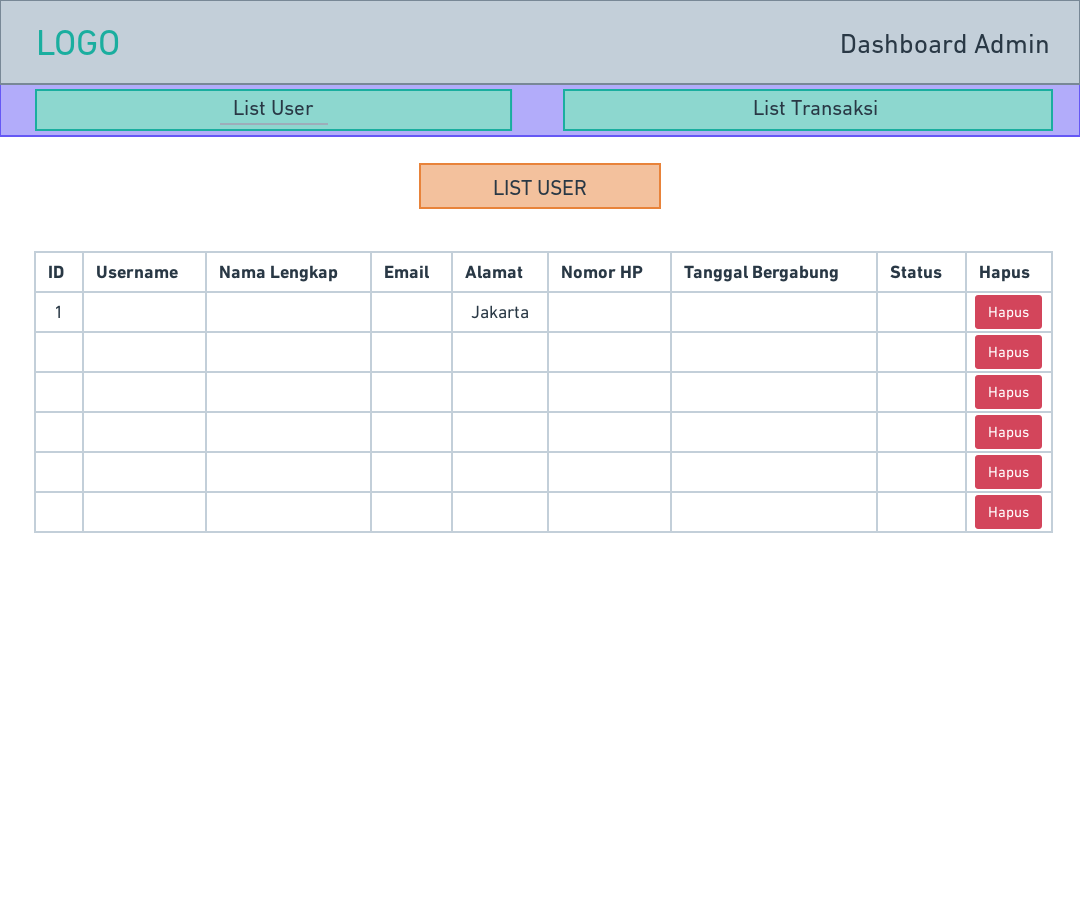 LOGO
Dashboard Admin
List User
List Transaksi
LIST USER
ID Username Nama Lengkap Email Alamat Nomor HP Tanggal Bergabung Status Hapus
1 Jakarta Hapus
Hapus
Hapus
Hapus
Hapus
Hapus